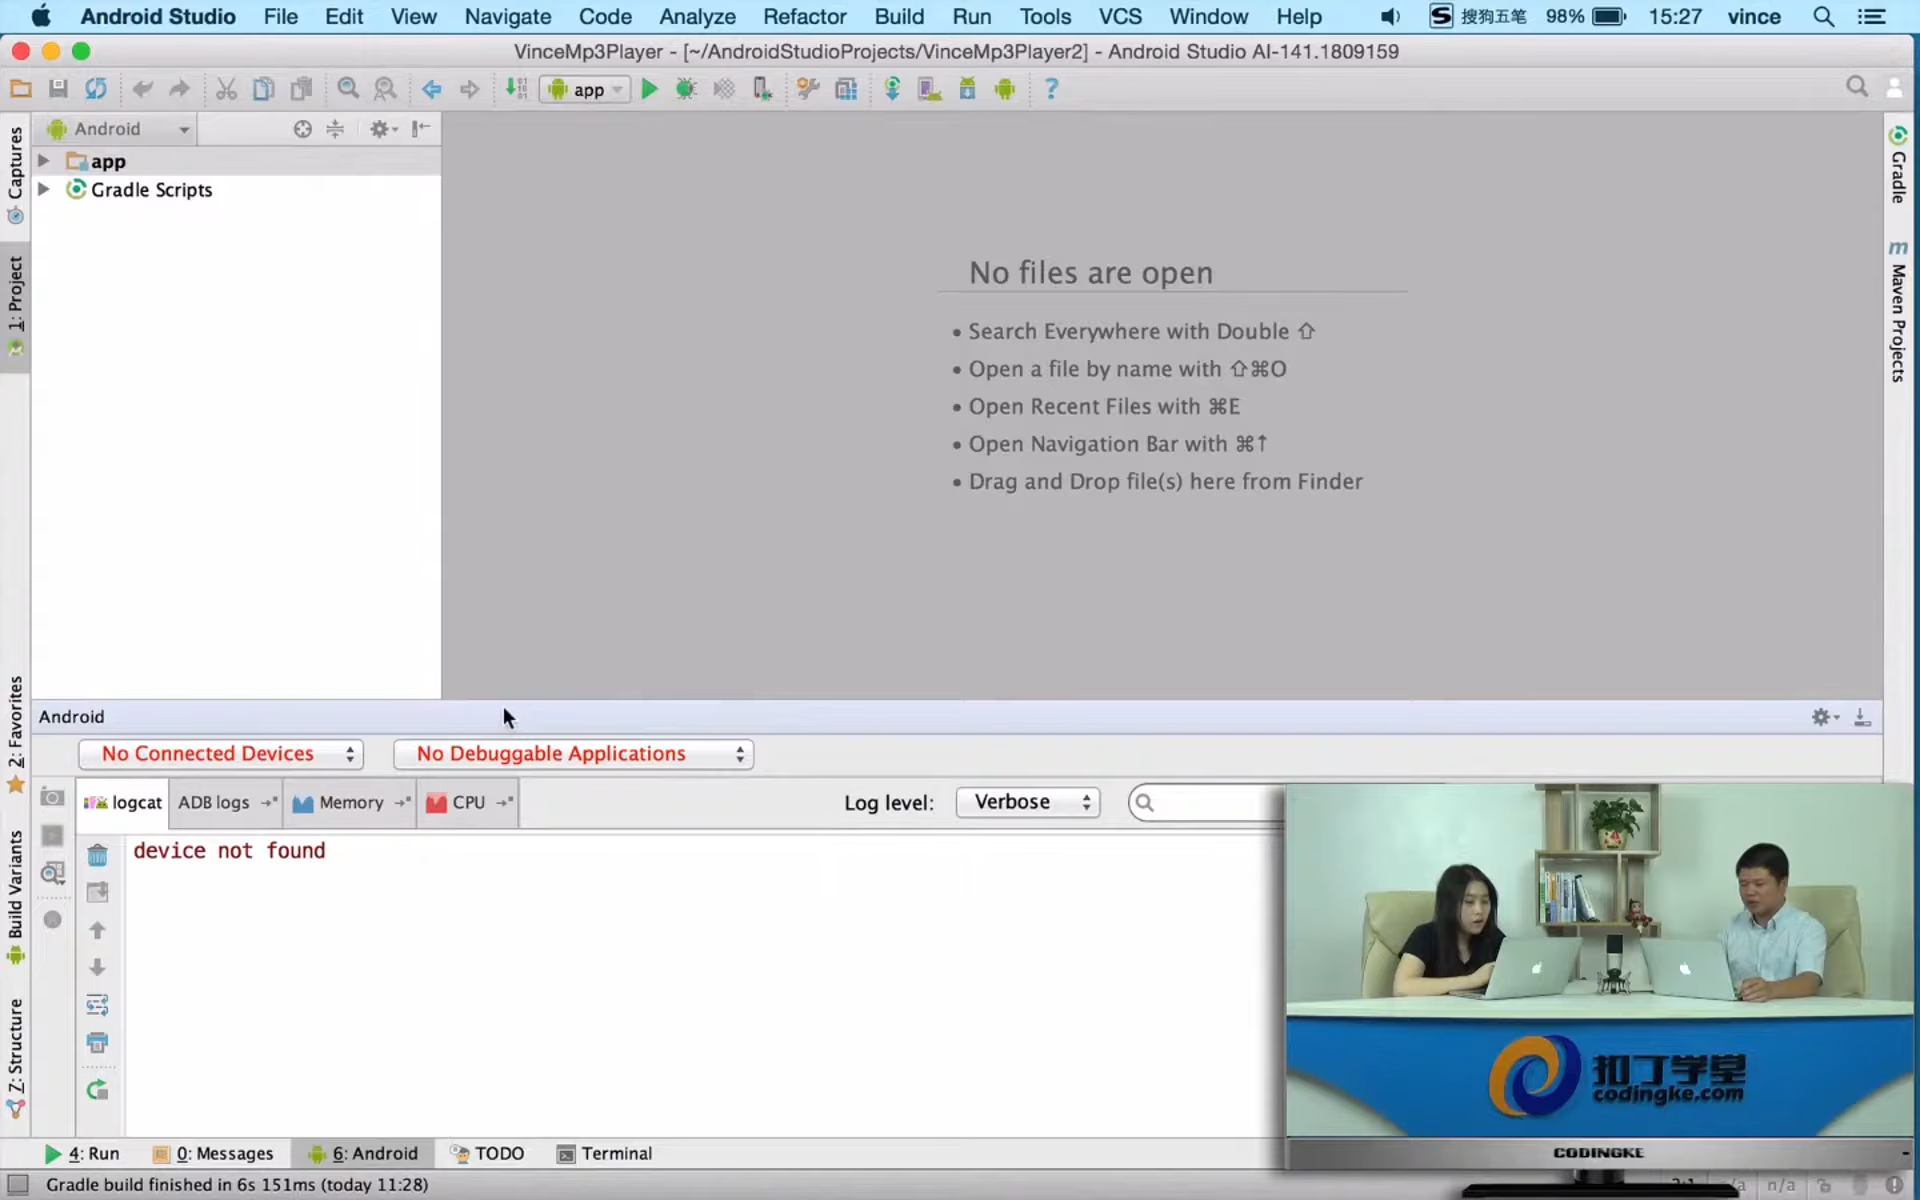 Android Studio File Edit View Navigate Code Analyze Refactor Build Run Tools VCS Window Help 搜狗五笔 98% 15:27 vince
VinceMp3Player - [~/AndroidStudioProjects/VinceMp3Player2] - Android Studio AI-141.1809159
app
Android
app
Gradle Scripts
Captures
1: Project
2: Favorites
Build Variants
Z: Structure
Gradle
Maven Projects
No files are open
• Search Everywhere with Double ⇧
• Open a file by name with ⇧⌘O
• Open Recent Files with ⌘E
• Open Navigation Bar with ⌘↑
• Drag and Drop file(s) here from Finder
Android
No Connected Devices No Debuggable Applications
logcat ADB logs Memory CPU Log level: Verbose
device not found
扣丁学堂
codingke.com
CODINGKE
4: Run 0: Messages 6: Android TODO Terminal
Gradle build finished in 6s 151ms (today 11:28) n/a